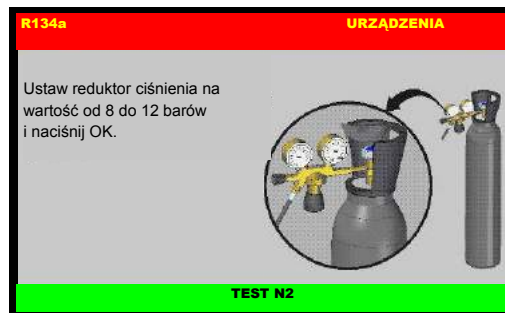 R134a URZĄDZENIA
Ustaw reduktor ciśnienia na
wartość od 8 do 12 barów
i naciśnij OK.
TEST N2